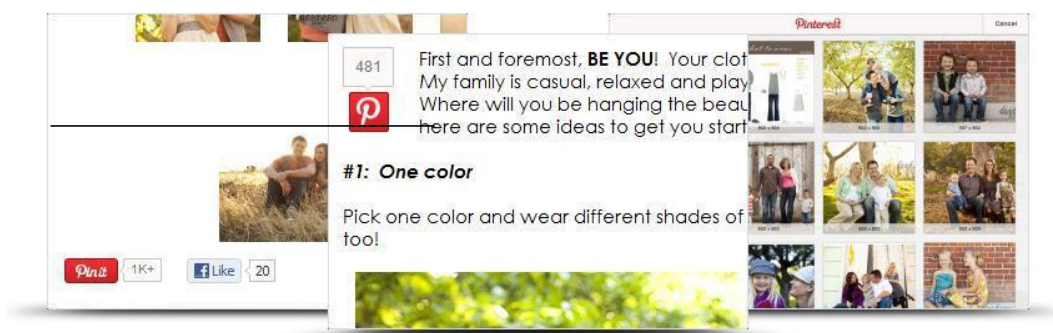 Pinterest
Cancel
481
First and foremost, BE YOU! Your clot
My family is casual, relaxed and play
Where will you be hanging the beau
here are some ideas to get you start
#1: One color
Pick one color and wear different shades of
too!
Pin it 1K+ Like 20